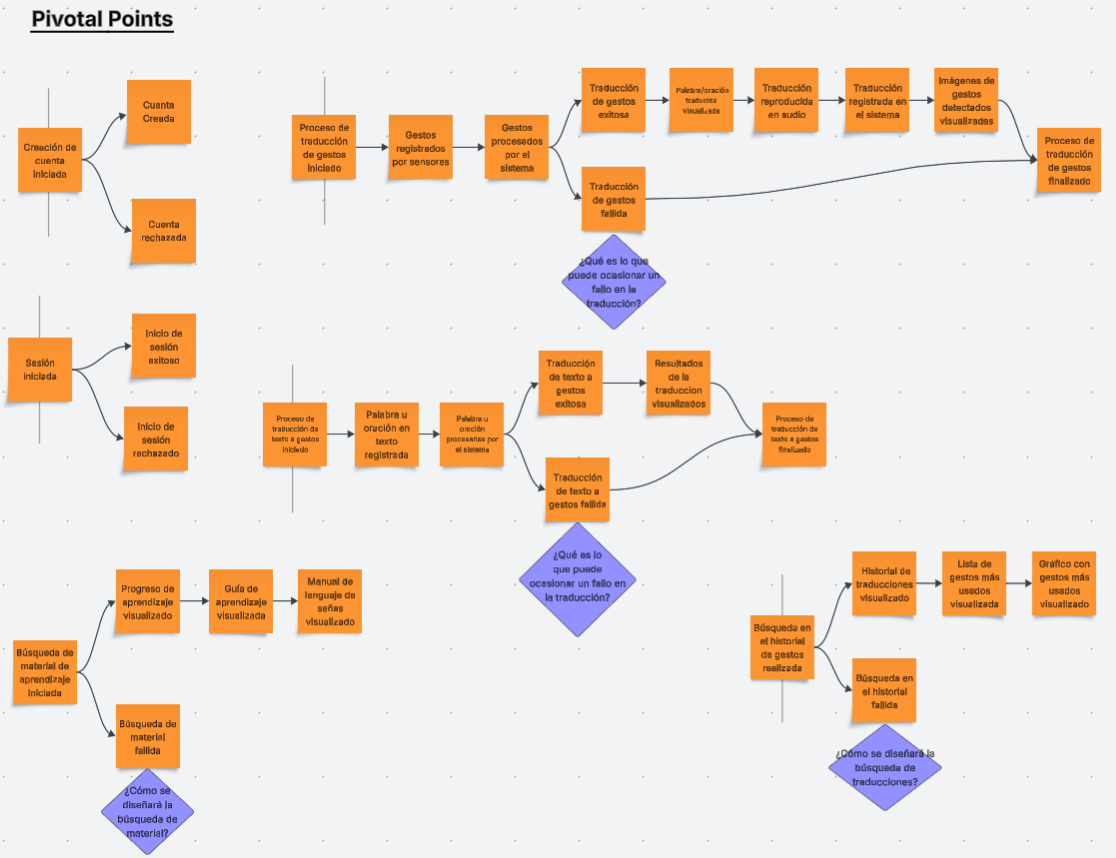 Pivotal Points
Creación de
cuenta
Iniciada
Cuenta
Creada
Cuenta
rechazada
Proceso de
traducción
de gestos
iniciado
Gestos
registrados
por sensores
Gestos
procesados
por el
sistema
Traducción
de gestos
exitosa
Palabra/oración
traducida
visualizada
Traducción
reproducida
en audio
Traducción
registrada en
el sistema
Imágenes de
gestos
detectados
visualizadas
Traducción
de gestos
fallida
¿Qué es lo que
puede ocasionar un
fallo en la
traducción?
Proceso de
traducción
de gestos
finalizado
Sesión
iniciada
Inicio de
sesión
exitoso
Inicio de
sesión
rechazado
Proceso de
traducción de
texto a gestos
iniciado
Palabra u
oración en
texto
registrada
Palabra u
oración
procesadas por
el sistema
Traducción
de texto a
gestos
exitosa
Resultados
de la
traduccion
visualizados
Traducción
de texto a
gestos fallida
¿Qué es lo
que puede
ocasionar un fallo en
la traducción?
Proceso de
traducción de
texto a gestos
finalizado
Búsqueda de
material de
aprendizaje
Iniciada
Progreso de
aprendizaje
visualizado
Guía de
aprendizaje
visualizada
Manual de
lenguaje de
señas
visualizado
Búsqueda de
material
fallida
¿Cómo se
diseñará la
búsqueda de
material?
Búsqueda en
el historial
de gestos
realizada
Historial de
traducciones
visualizado
Lista de
gestos más
usados
visualizada
Gráfico con
gestos más
usados
visualizado
Búsqueda en
el historial
fallida
¿Cómo se diseñará la
búsqueda de
traducciones?